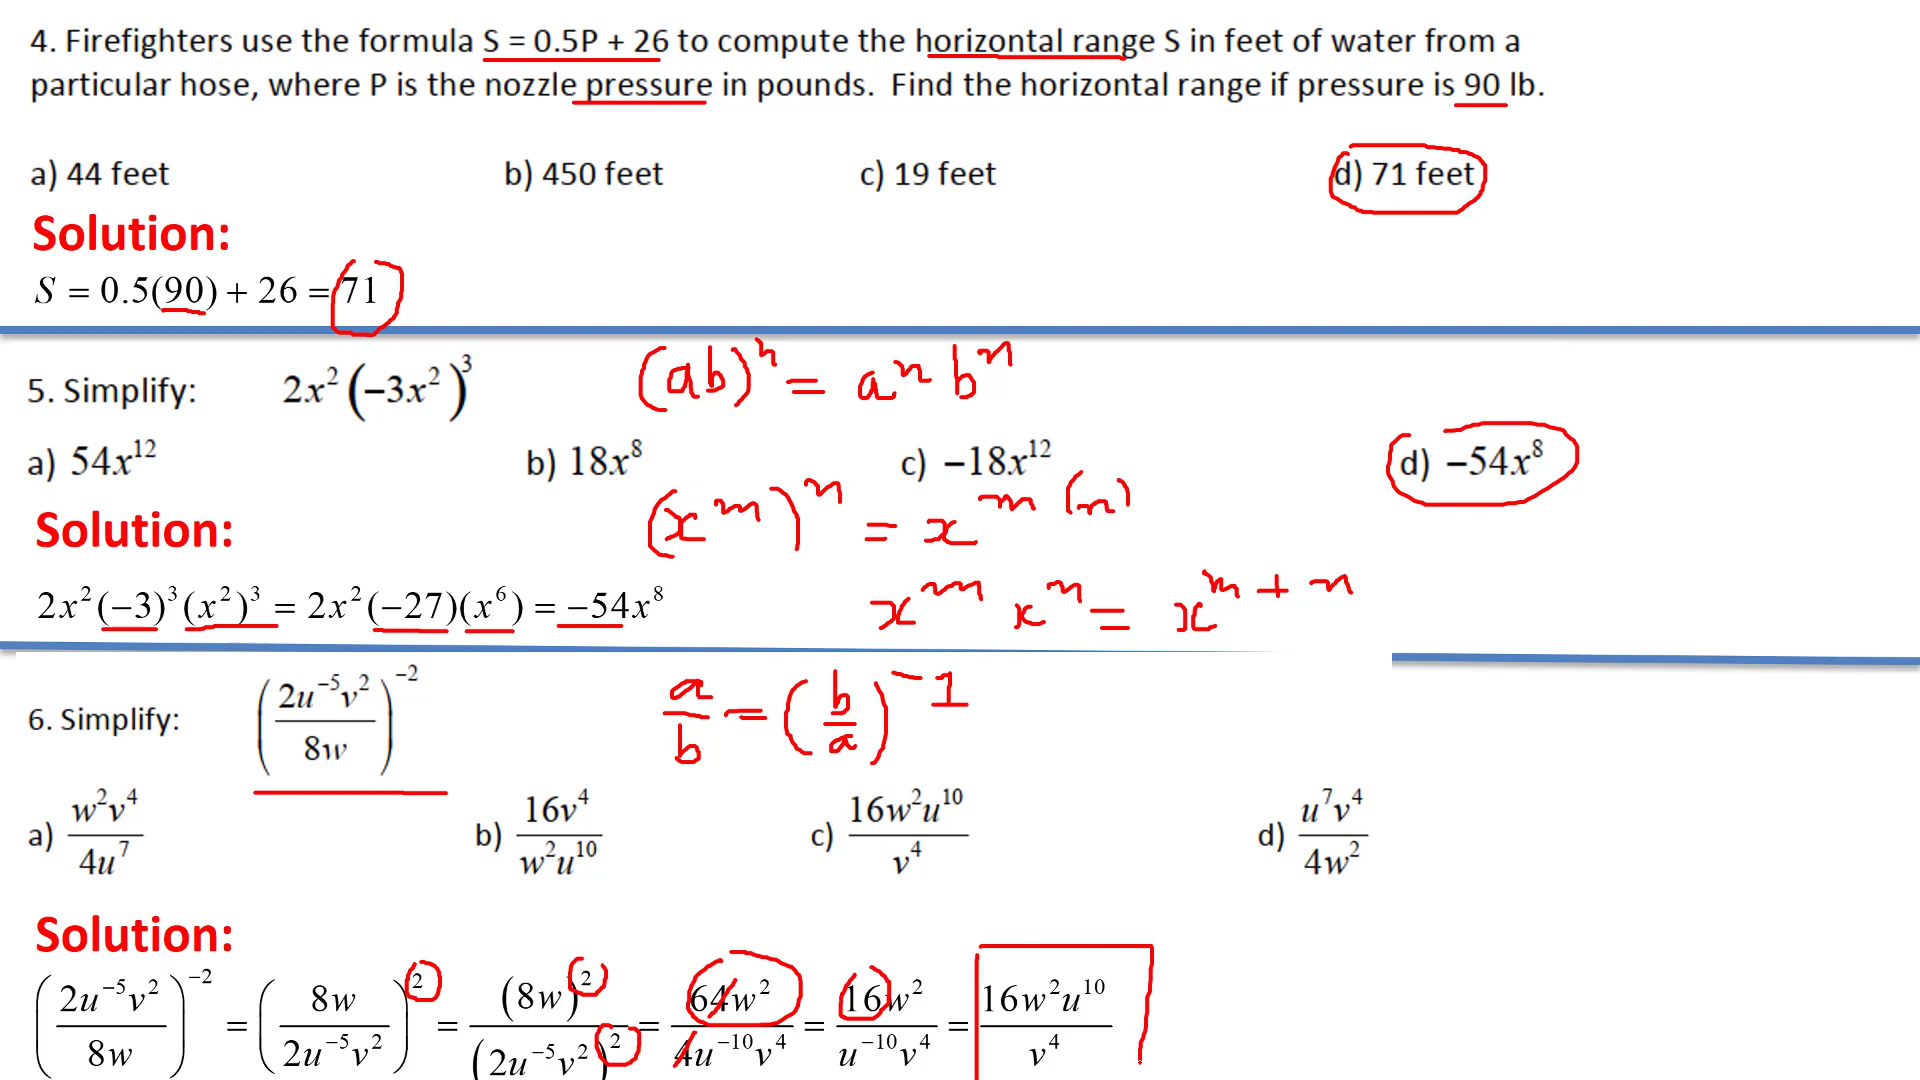 4. Firefighters use the formula S = 0.5P + 26 to compute the horizontal range S in feet of water from a
particular hose, where P is the nozzle pressure in pounds. Find the horizontal range if pressure is 90 lb.
a) 44 feet b) 450 feet c) 19 feet d) 71 feet
Solution:
S = 0.5(90) + 26 = 71
5. Simplify: 2x²(−3x²)³ (ab)ⁿ = aⁿ bⁿ
a) 54x¹² b) 18x⁸ c) −18x¹² d) −54x⁸
(x^m)^n = x^m(n)
Solution:
2x²(−3)³(x²)³ = 2x²(−27)(x⁶) = −54x⁸ x^m x^n = x^m+n
6. Simplify: (2u⁻⁵v² / 8w)⁻² a/b = (b/a)⁻¹
a) w²v⁴ / 4u⁷ b) 16v⁴ / w²u¹⁰ c) 16w²u¹⁰ / v⁴ d) u⁷v⁴ / 4w²
Solution:
(2u⁻⁵v² / 8w)⁻² = (8w / 2u⁻⁵v²)² = (8w)² / (2u⁻⁵v²)² = 64w² / 4u⁻¹⁰v⁴ = 16w² / u⁻¹⁰v⁴ = 16w²u¹⁰ / v⁴